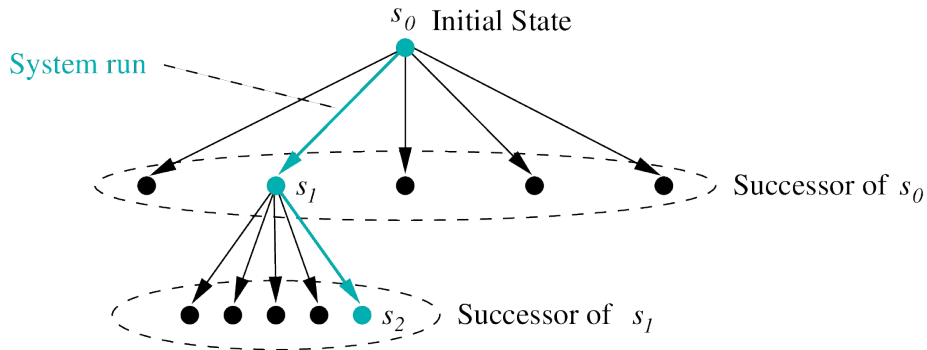 s0 Initial State
System run
s1
Successor of s0
s2
Successor of s1